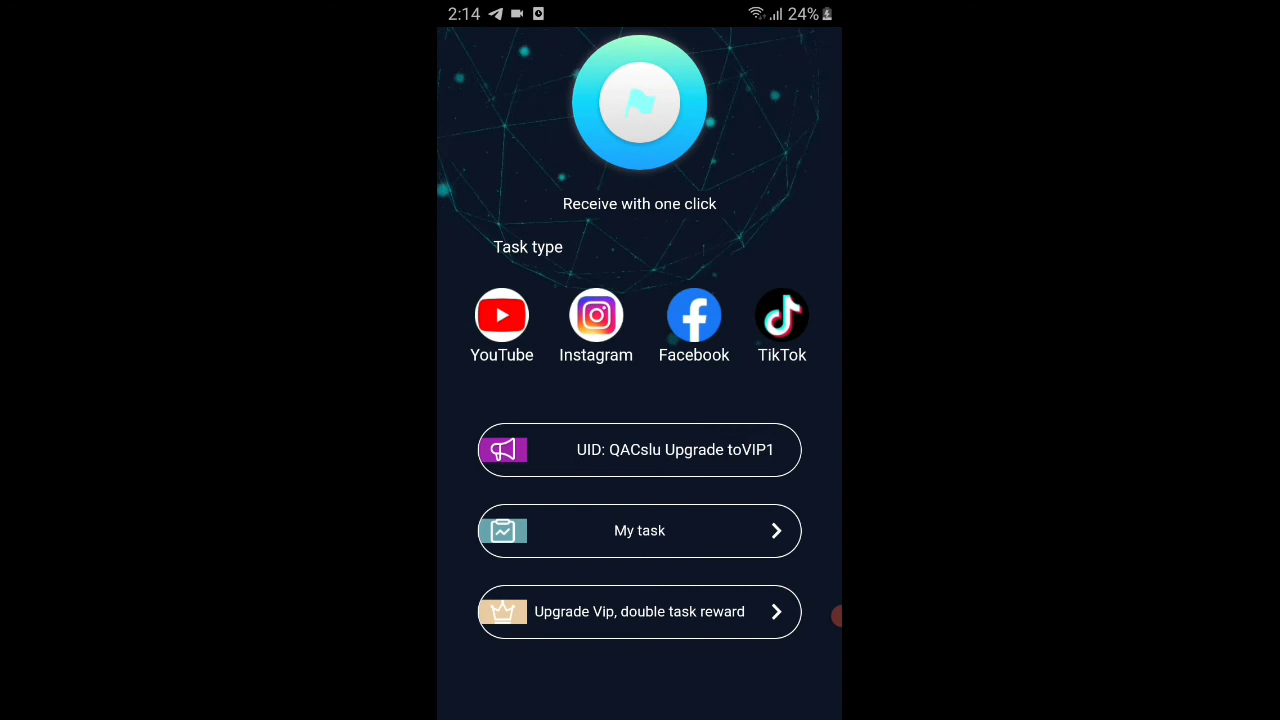 2:14 24%
Receive with one click
Task type
YouTube Instagram Facebook TikTok
UID: QACslu Upgrade toVIP1
My task
Upgrade Vip, double task reward